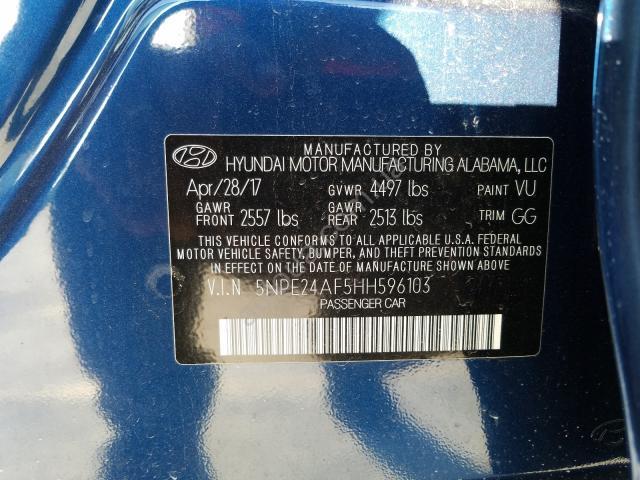 MANUFACTURED BY
HYUNDAI MOTOR MANUFACTURING ALABAMA, LLC
Apr/28/17 GVWR 4497 lbs PAINT VU
GAWR FRONT 2557 lbs GAWR REAR 2513 lbs TRIM GG
THIS VEHICLE CONFORMS TO ALL APPLICABLE U.S.A. FEDERAL
MOTOR VEHICLE SAFETY, BUMPER, AND THEFT PREVENTION
STANDARDS IN EFFECT ON THE DATE OF MANUFACTURE SHOWN ABOVE.
V.I.N 5NPE24AF5HH596103
PASSENGER CAR